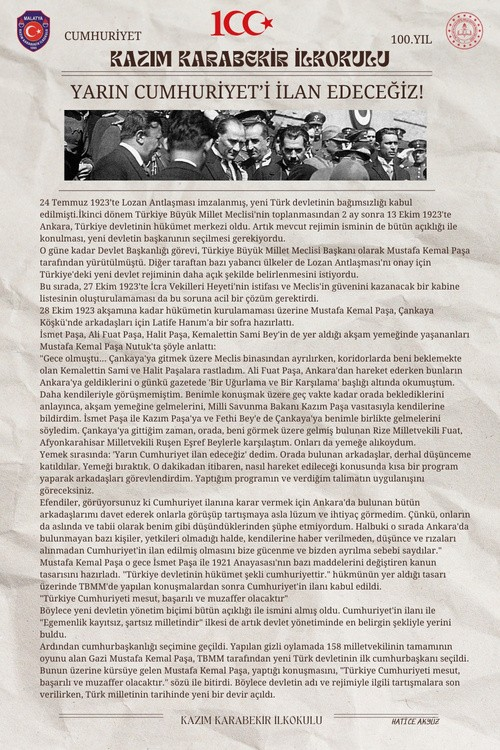 MALATYA
CUMHURİYET
100
100.YIL
KAZIM KARABEKİR İLKOKULU
YARIN CUMHURİYET'İ İLAN EDECEĞİZ!
24 Temmuz 1923'te Lozan Antlaşması imzalanmış, yeni Türk devletinin bağımsızlığı kabul
edilmişti.İkinci dönem Türkiye Büyük Millet Meclisi'nin toplanmasından 2 ay sonra 13 Ekim 1923'te
Ankara, Türkiye devletinin hükümet merkezi oldu. Artık mevcut rejimin isminin de bütün açıklığı ile
konulması, yeni devletin başkanının seçilmesi gerekiyordu.
O güne kadar Devlet Başkanlığı görevi, Türkiye Büyük Millet Meclisi Başkanı olarak Mustafa Kemal Paşa
tarafından yürütülmüştü. Diğer taraftan bazı yabancı ülkeler de Lozan Antlaşması'nı onay için
Türkiye'deki yeni devlet rejiminin daha açık şekilde belirlenmesini istiyordu.
Bu sırada, 27 Ekim 1923'te İcra Vekilleri Heyeti'nin istifası ve Meclis'in güvenini kazanacak bir kabine
listesinin oluşturulamaması da bu soruna acil bir çözüm gerektirdi.
28 Ekim 1923 akşamına kadar hükümetin kurulamaması üzerine Mustafa Kemal Paşa, Çankaya
Köşkü'nde arkadaşları için Latife Hanım'a bir sofra hazırlattı.
İsmet Paşa, Ali Fuat Paşa, Halit Paşa, Kemalettin Sami Bey'in de yer aldığı akşam yemeğinde yaşananları
Mustafa Kemal Paşa Nutuk'ta şöyle anlattı:
"Gece olmuştu... Çankaya'ya gitmek üzere Meclis binasından ayrılırken, koridorlarda beni beklemekte
olan Kemalettin Sami ve Halit Paşalara rastladım. Ali Fuat Paşa, Ankara'dan hareket ederken bunların
Ankara'ya geldiklerini o günkü gazetede 'Bir Uğurlama ve Bir Karşılama' başlığı altında okumuştum.
Daha kendileriyle görüşmemiştim. Benimle konuşmak üzere geç vakte kadar orada beklediklerini
anlayınca, akşam yemeğine gelmelerini, Milli Savunma Bakanı Kazım Paşa vasıtasıyla kendilerine
bildirdim. İsmet Paşa ile Kazım Paşa'ya ve Fethi Bey'e de Çankaya'ya benimle birlikte gelmelerini
söyledim. Çankaya'ya gittiğim zaman, orada, beni görmek üzere gelmiş bulunan Rize Milletvekili Fuat,
Afyonkarahisar Milletvekili Ruşen Eşref Beylerle karşılaştım. Onları da yemeğe alıkoydum.
Yemek sırasında: 'Yarın Cumhuriyet ilan edeceğiz' dedim. Orada bulunan arkadaşlar, derhal düşünceme
katıldılar. Yemeği bıraktık. O dakikadan itibaren, nasıl hareket edileceği konusunda kısa bir program
yaparak arkadaşları görevlendirdim. Yaptığım programın ve verdiğim talimatın uygulanışını
göreceksiniz.
Efendiler, görüyorsunuz ki Cumhuriyet ilanına karar vermek için Ankara'da bulunan bütün
arkadaşlarımı davet ederek onlarla görüşüp tartışmaya asla lüzum ve ihtiyaç görmedim. Çünkü, onların
da aslında ve tabii olarak benim gibi düşündüklerinden şüphe etmiyordum. Halbuki o sırada Ankara'da
bulunmayan bazı kişiler, yetkileri olmadığı halde, kendilerine haber verilmeden, düşünce ve rızaları
alınmadan Cumhuriyet'in ilan edilmiş olmasını bize gücenme ve bizden ayrılma sebebi saydılar."
Mustafa Kemal Paşa o gece İsmet Paşa ile 1921 Anayasası'nın bazı maddelerini değiştiren kanun
tasarısını hazırladı. "Türkiye devletinin hükümet şekli cumhuriyettir." hükmünün yer aldığı tasarı
üzerinde TBMM'de yapılan konuşmalardan sonra Cumhuriyet'in ilanı kabul edildi.
"Türkiye Cumhuriyeti mesut, başarılı ve muzaffer olacaktır"
Böylece yeni devletin yönetim biçimi bütün açıklığı ile ismini almış oldu. Cumhuriyet'in ilanı ile
"Egemenlik kayıtsız, şartsız milletindir" ilkesi de artık devlet yönetiminde en belirgin şekliyle yerini
buldu.
Ardından cumhurbaşkanlığı seçimine geçildi. Yapılan gizli oylamada 158 milletvekilinin tamamının
oyunu alan Gazi Mustafa Kemal Paşa, TBMM tarafından yeni Türk devletinin ilk cumhurbaşkanı seçildi.
Bunun üzerine kürsüye gelen Mustafa Kemal Paşa, yaptığı konuşmasını, "Türkiye Cumhuriyeti mesut,
başarılı ve muzaffer olacaktır." sözü ile bitirdi. Böylece devletin adı ve rejimiyle ilgili tartışmalara son
verilirken, Türk milletinin tarihinde yeni bir devir açıldı.
KAZIM KARABEKİR İLKOKULU
HATİCE AKGÜZ